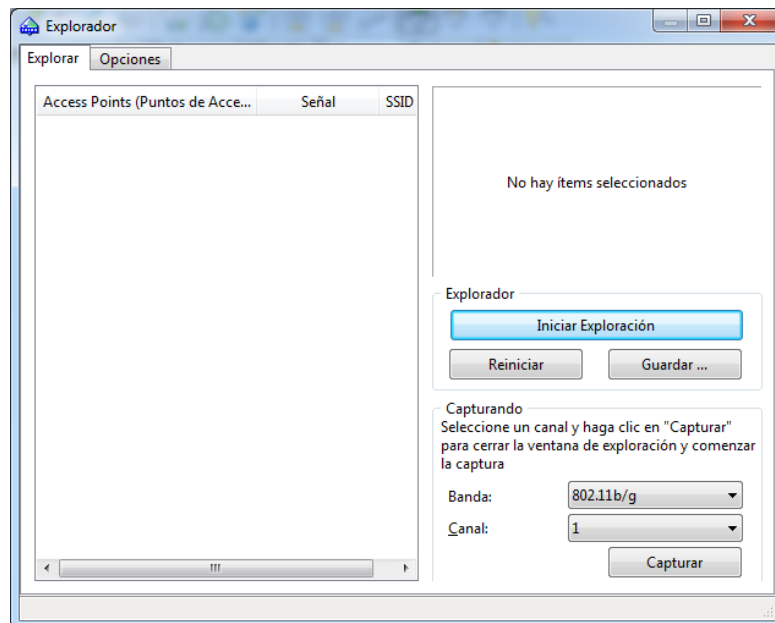 Explorador
Explorar Opciones
Access Points (Puntos de Acce... Señal SSID
No hay ítems seleccionados
Explorador
Iniciar Exploración
Reiniciar Guardar ...
Capturando
Seleccione un canal y haga clic en "Capturar"
para cerrar la ventana de exploración y comenzar
la captura
Banda: 802.11b/g
Canal: 1
Capturar